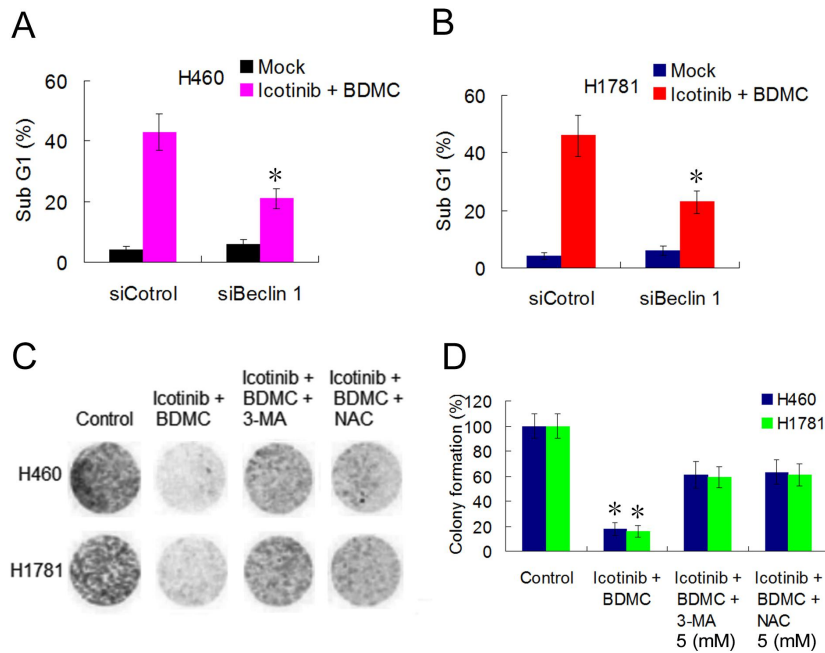 A
H460
Mock
Icotinib + BDMC
Sub G1 (%)
60
40
20
0
*
siCotrol
siBeclin 1
B
H1781
Mock
Icotinib + BDMC
Sub G1 (%)
60
40
20
0
*
siCotrol
siBeclin 1
C
Control
Icotinib +
BDMC
Icotinib +
BDMC +
3-MA
Icotinib +
BDMC +
NAC
H460
H1781
D
H460
H1781
Colony formation (%)
120
100
80
60
40
20
0
* *
Control
Icotinib +
BDMC
Icotinib +
BDMC +
3-MA
5 (mM)
Icotinib +
BDMC +
NAC
5 (mM)